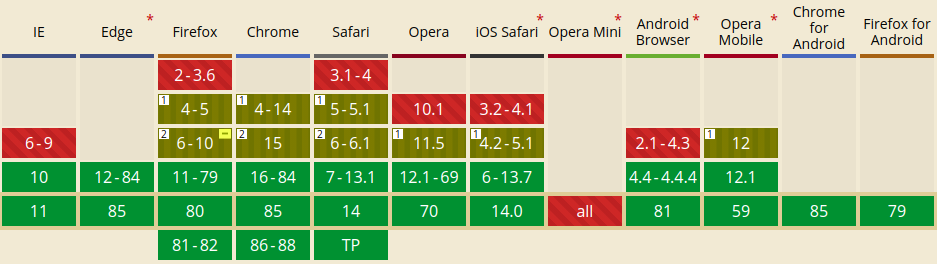 IE Edge * Firefox Chrome Safari Opera iOS Safari * Opera Mini * Android Browser * Opera Mobile * Chrome for Android Firefox for Android
2-3.6 3.1-4
1 4-5 1 4-14 1 5-5.1 10.1 3.2-4.1
6-9 2 6-10 - 2 15 2 6-6.1 1 11.5 1 4.2-5.1 2.1-4.3 1 12
10 12-84 11-79 16-84 7-13.1 12.1-69 6-13.7 4.4-4.4.4 12.1
11 85 80 85 14 70 14.0 all 81 59 85 79
81-82 86-88 TP